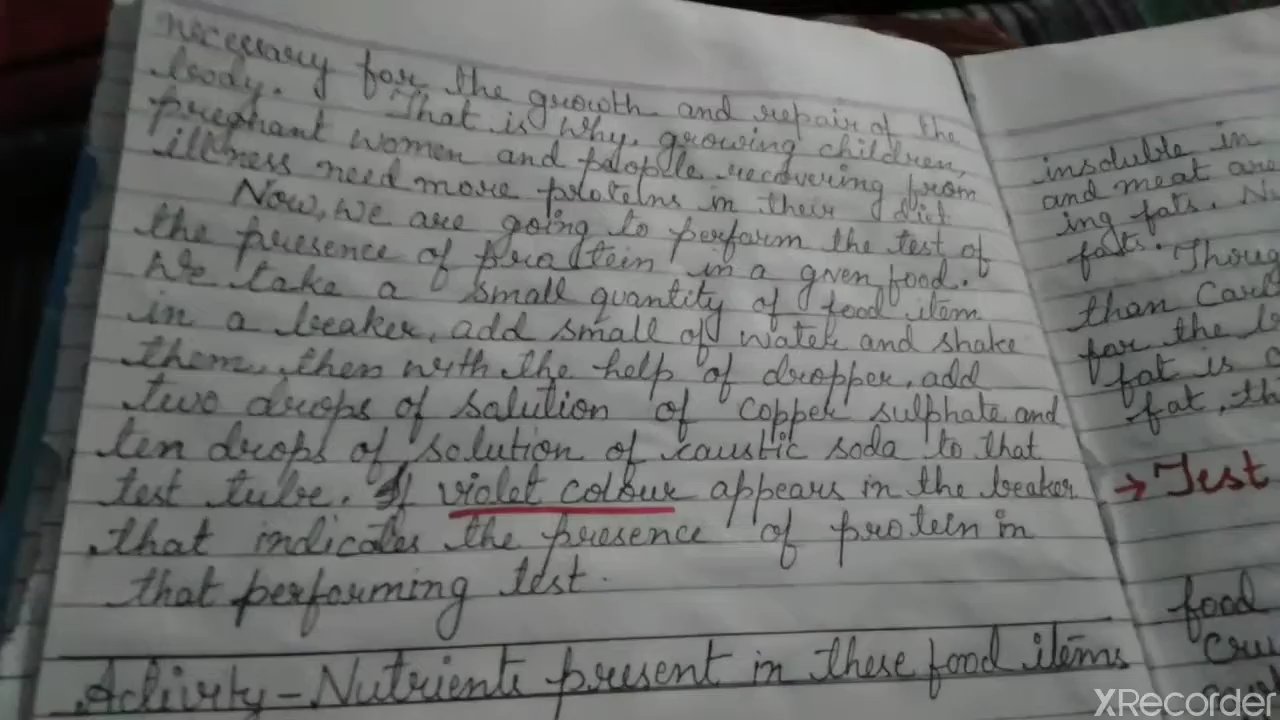 necessary for the growth and repair of the
body. That is why, growing children,
pregnant women and people recovering from
illness need more proteins in their diet
Now, we are going to perform the test of
the presence of protein in a given food.
We take a small quantity of food item
in a beaker, add small of water and shake
them, then with the help of dropper, add
two drops of salution of copper sulphate and
ten drops of solution of caustic soda to that
test tube. If violet colour appears in the beaker
that indicates the presence of protein in
that performing test.
Activity - Nutrients present in these food items
insoluble in
and meat are
ing fats.
fats.
than
for the
fat is
fat,
→ Test
food
XRecorder